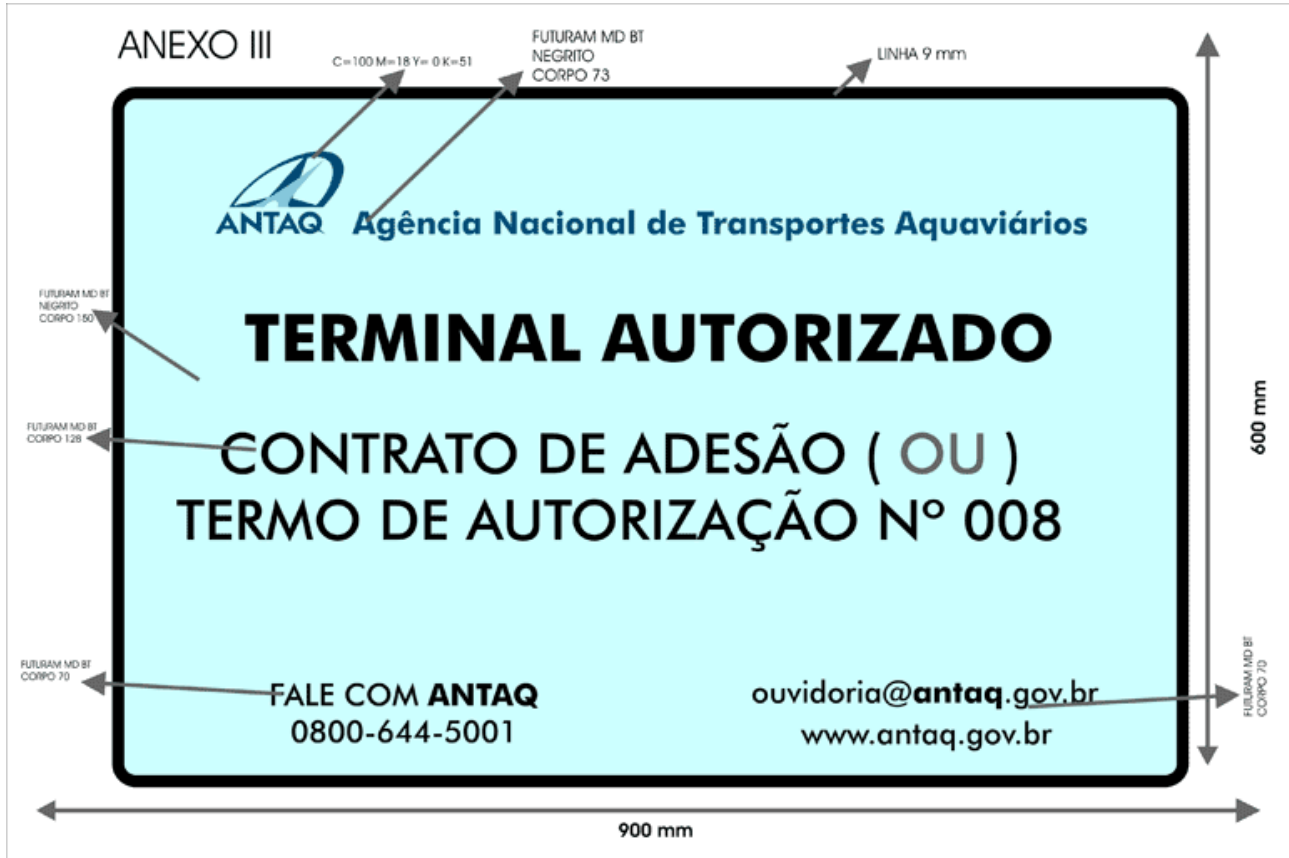 ANEXO III
C=100 M=18 Y= 0 K=51
FUTURAM MD BT
NEGRITO
CORPO 73
LINHA 9 mm
ANTAQ Agência Nacional de Transportes Aquaviários
FUTURAM MD BT
NEGRITO
CORPO 150
TERMINAL AUTORIZADO
FUTURAM MD BT
CORPO 128
CONTRATO DE ADESÃO ( OU )
TERMO DE AUTORIZAÇÃO Nº 008
600 mm
FUTURAM MD BT
CORPO 70
FALE COM ANTAQ
0800-644-5001
ouvidoria@antaq.gov.br
www.antaq.gov.br
FUTURAM MD BT
CORPO 70
900 mm